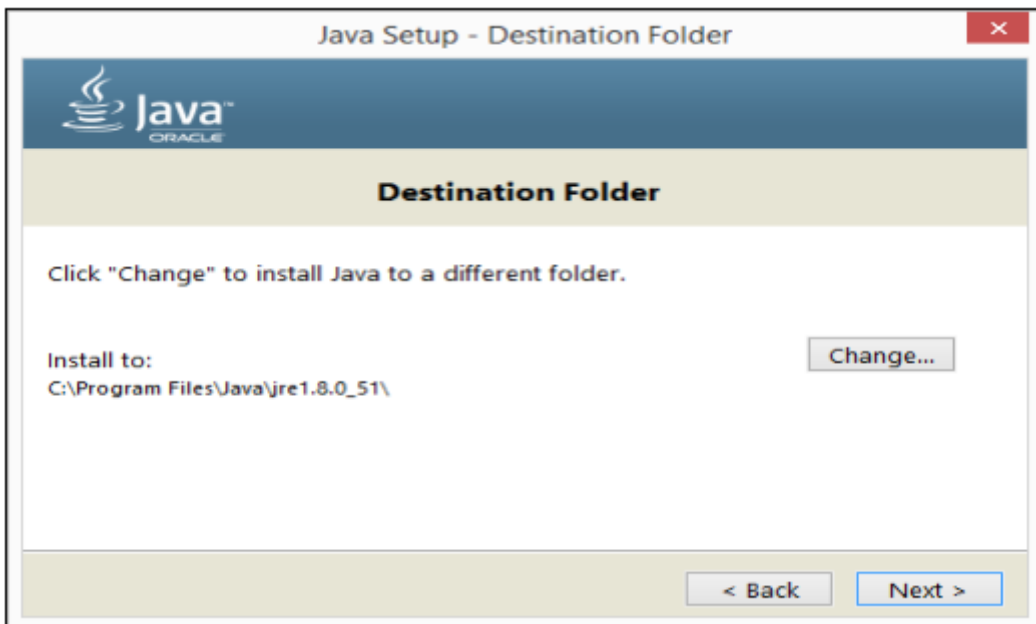 Java Setup - Destination Folder
Java™
ORACLE
Destination Folder
Click "Change" to install Java to a different folder.
Install to:
Change...
C:\Program Files\Java\jre1.8.0_51\
< Back
Next >